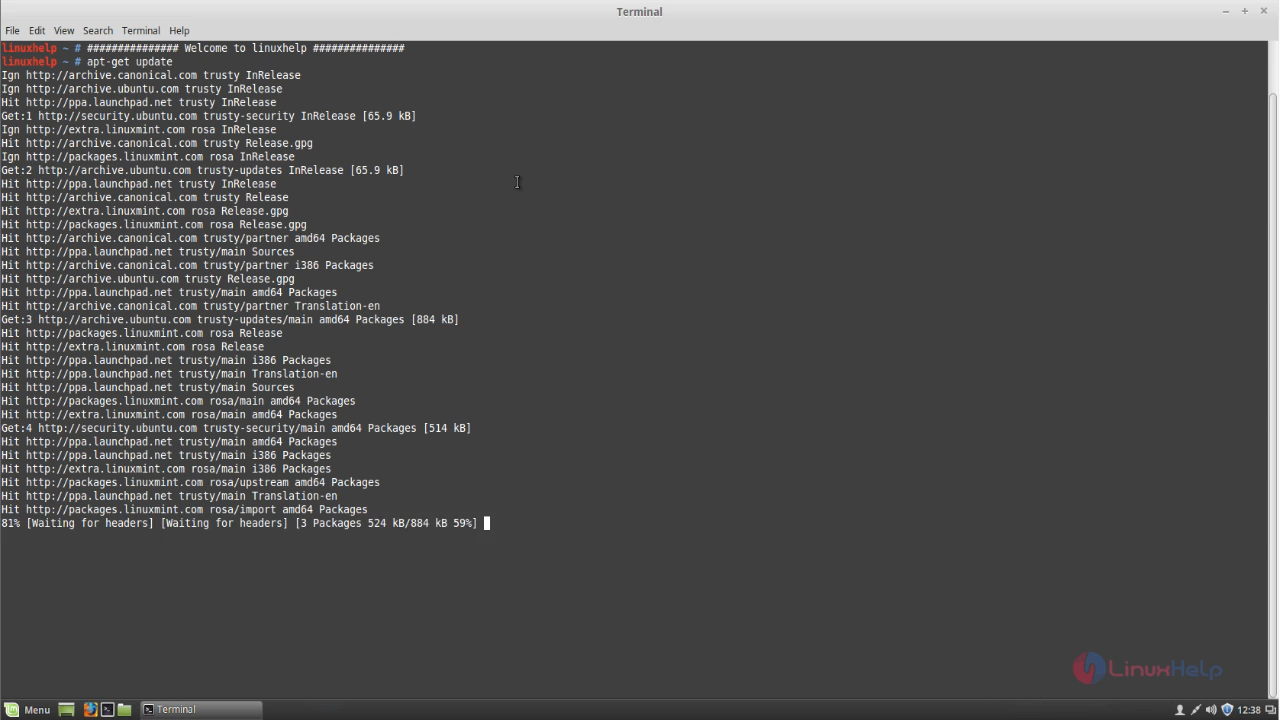 Terminal
File Edit View Search Terminal Help
linuxhelp ~ # ############### Welcome to linuxhelp ###############
linuxhelp ~ # apt-get update
Ign http://archive.canonical.com trusty InRelease
Ign http://archive.ubuntu.com trusty InRelease
Hit http://ppa.launchpad.net trusty InRelease
Get:1 http://security.ubuntu.com trusty-security InRelease [65.9 kB]
Ign http://extra.linuxmint.com rosa InRelease
Hit http://archive.canonical.com trusty Release.gpg
Ign http://packages.linuxmint.com rosa InRelease
Get:2 http://archive.ubuntu.com trusty-updates InRelease [65.9 kB]
Hit http://ppa.launchpad.net trusty InRelease
Hit http://archive.canonical.com trusty Release
Hit http://extra.linuxmint.com rosa Release.gpg
Hit http://packages.linuxmint.com rosa Release.gpg
Hit http://archive.canonical.com trusty/partner amd64 Packages
Hit http://ppa.launchpad.net trusty/main Sources
Hit http://archive.canonical.com trusty/partner i386 Packages
Hit http://archive.ubuntu.com trusty Release.gpg
Hit http://ppa.launchpad.net trusty/main amd64 Packages
Hit http://archive.canonical.com trusty/partner Translation-en
Get:3 http://archive.ubuntu.com trusty-updates/main amd64 Packages [884 kB]
Hit http://packages.linuxmint.com rosa Release
Hit http://extra.linuxmint.com rosa Release
Hit http://ppa.launchpad.net trusty/main i386 Packages
Hit http://ppa.launchpad.net trusty/main Translation-en
Hit http://ppa.launchpad.net trusty/main Sources
Hit http://packages.linuxmint.com rosa/main amd64 Packages
Hit http://extra.linuxmint.com rosa/main amd64 Packages
Get:4 http://security.ubuntu.com trusty-security/main amd64 Packages [514 kB]
Hit http://ppa.launchpad.net trusty/main amd64 Packages
Hit http://ppa.launchpad.net trusty/main i386 Packages
Hit http://extra.linuxmint.com rosa/main i386 Packages
Hit http://packages.linuxmint.com rosa/upstream amd64 Packages
Hit http://ppa.launchpad.net trusty/main Translation-en
Hit http://packages.linuxmint.com rosa/import amd64 Packages
81% [Waiting for headers] [Waiting for headers] [3 Packages 524 kB/884 kB 59%]
LinuxHelp
Menu Terminal 12:38